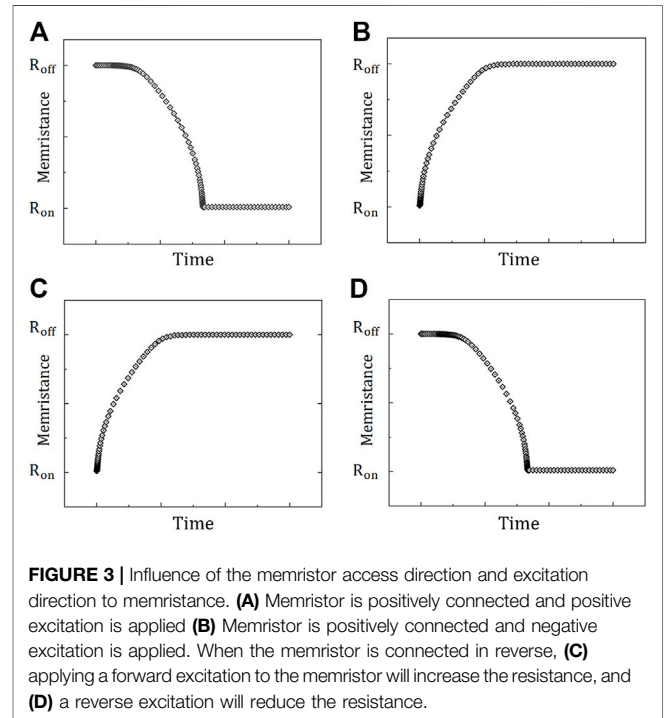 A
R_off
Memristance
R_on
Time
B
R_off
Memristance
R_on
Time
C
R_off
Memristance
R_on
Time
D
R_off
Memristance
R_on
Time
FIGURE 3 | Influence of the memristor access direction and excitation
direction to memristance. (A) Memristor is positively connected and positive
excitation is applied (B) Memristor is positively connected and negative
excitation is applied. When the memristor is connected in reverse, (C)
applying a forward excitation to the memristor will increase the resistance, and
(D) a reverse excitation will reduce the resistance.